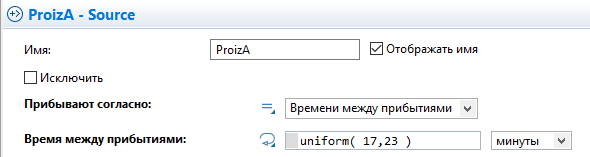 ProizA - Source
Имя: ProizA Отображать имя
Исключить
Прибывают согласно: Времени между прибытиями
Время между прибытиями: uniform( 17,23 ) минуты